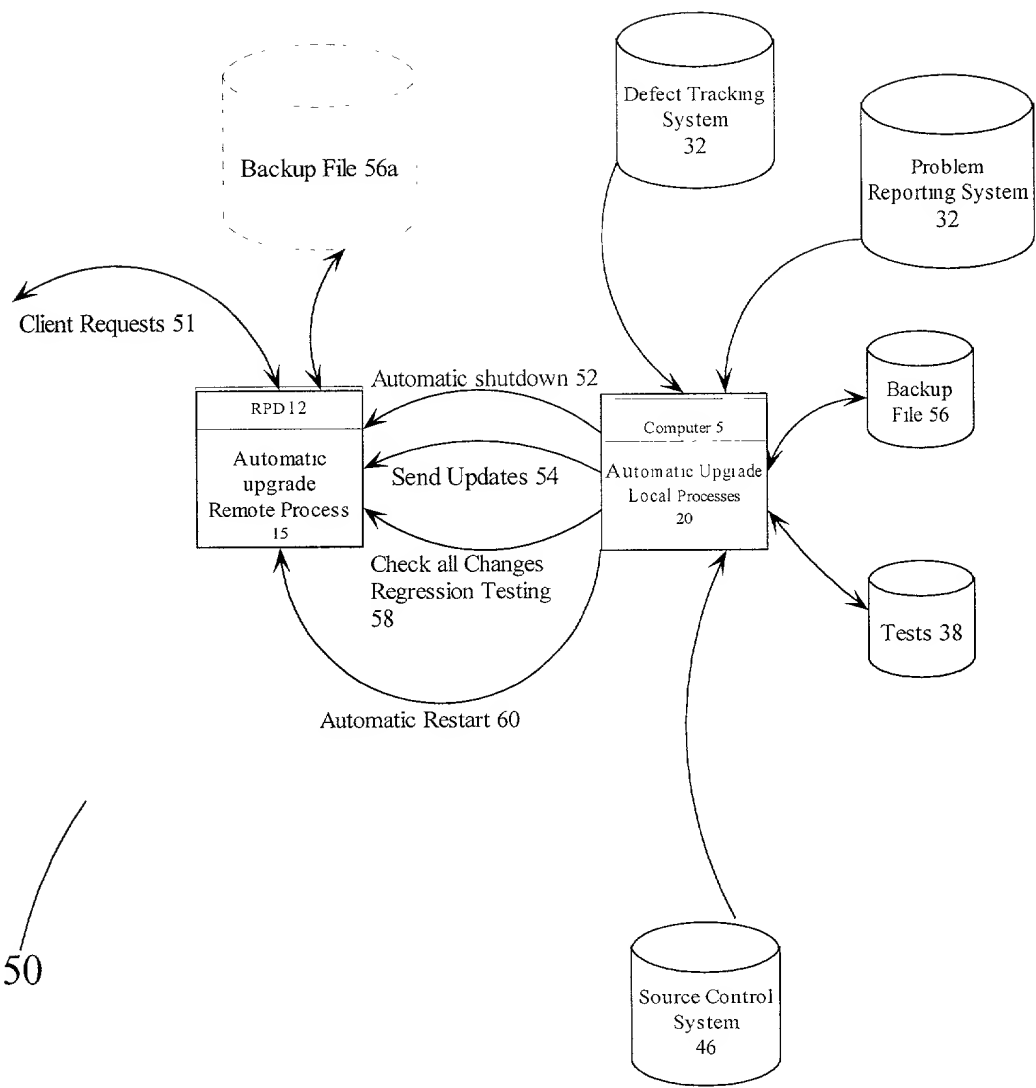 Defect Tracking
System
32
Backup File 56a
Problem
Reporting System
32
Client Requests 51
Automatic shutdown 52
RPD 12
Automatic
upgrade
Remote Process
15
Send Updates 54
Computer 5
Automatic Upgrade
Local Processes
20
Backup
File 56
Check all Changes
Regression Testing
58
Tests 38
Automatic Restart 60
50
Source Control
System
46